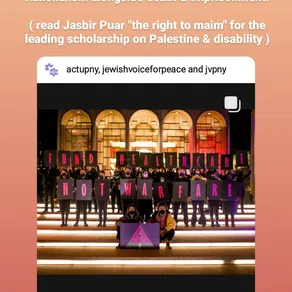 ( read Jasbir Puar "the right to maim" for the
leading scholarship on Palestine & disability )
actupny, jewishvoiceforpeace and jvpny
FUND HEALTHCARE
NOT WARFARE